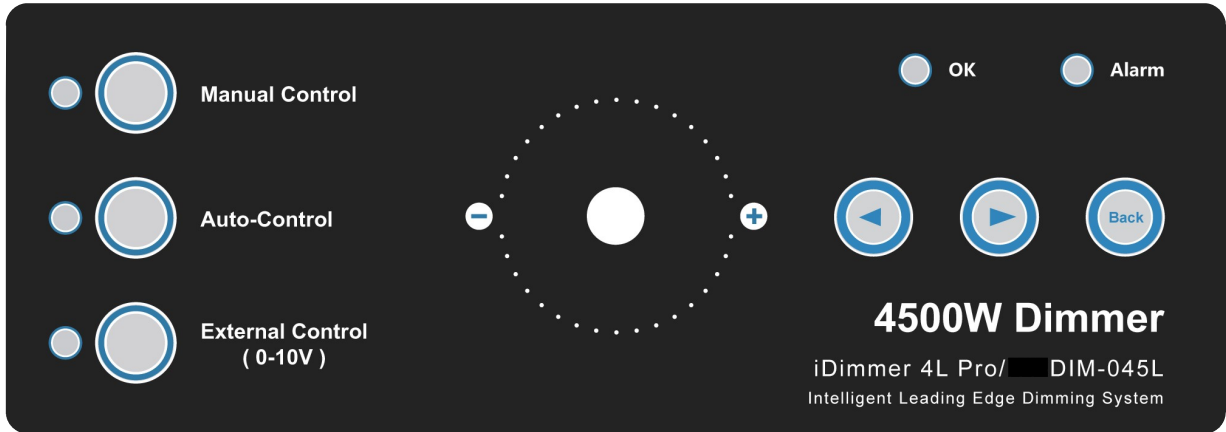 Manual Control
OK
Alarm
Auto-Control
Back
External Control
( 0-10V )
4500W Dimmer
iDimmer 4L Pro/ DIM-045L
Intelligent Leading Edge Dimming System